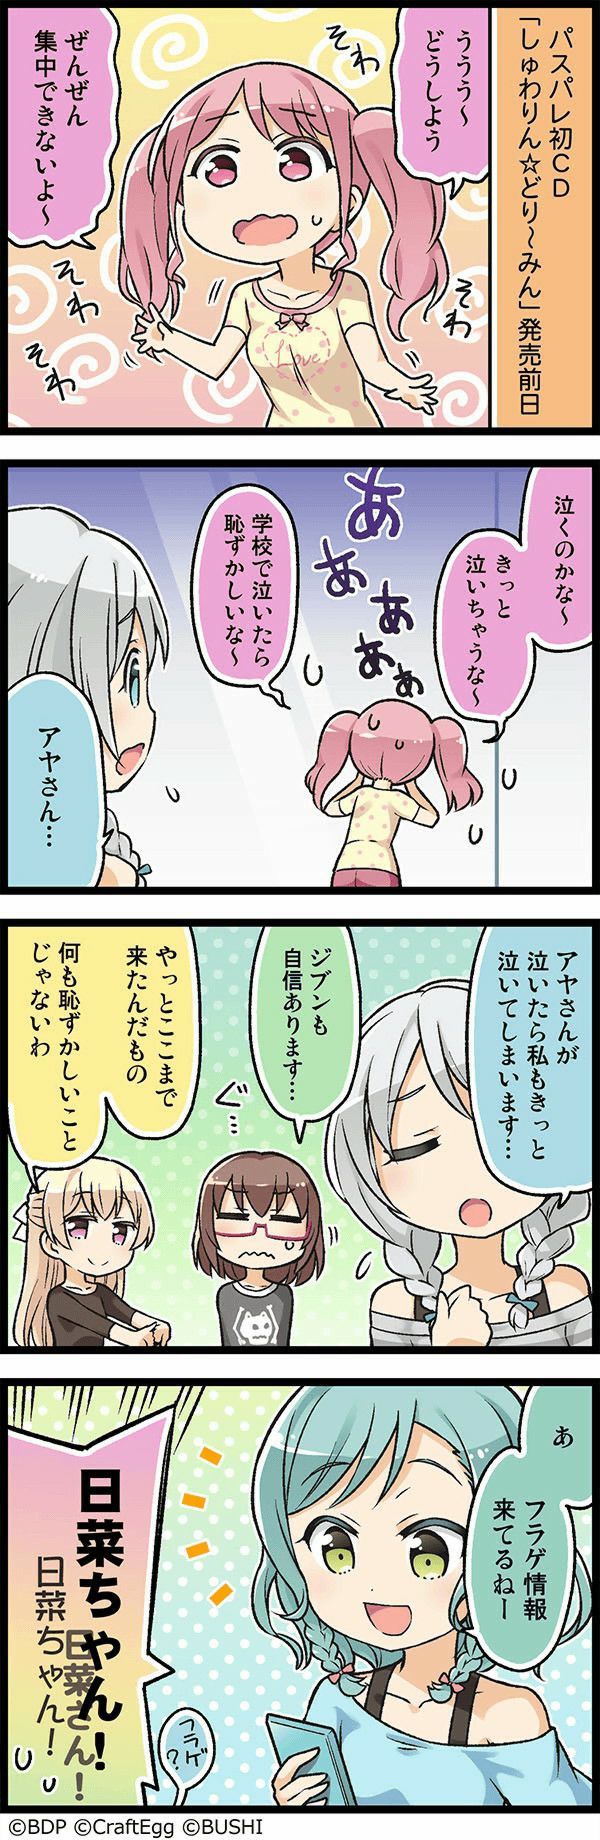 パスパレ初CD
「しゅわりん☆どり～みん」発売前日
ううう～
どうしよう
そわ
ぜんぜん
集中できないよ～
そわ
そわ
そわ
そわ
Love
泣くのかな～
きっと
泣いちゃうな～
あぁあぁぁ
学校で泣いたら
恥ずかしいな～
アヤさん…
アヤさんが
泣いたら私もきっと
泣いてしまいます…
ジブンも
自信あります…
ぐ…
やっとここまで
来たんだもの
何も恥ずかしいこと
じゃないわ
あ
フラゲ情報
来てるねー
日菜ちゃん！
日菜さん！
日菜ちゃん！
フラゲ？
©BDP ©CraftEgg ©BUSHI